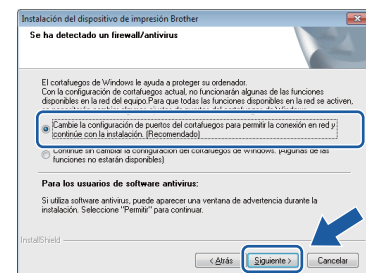 Instalación del dispositivo de impresión Brother
Se ha detectado un firewall/antivirus
El cortafuegos de Windows le ayuda a proteger su ordenador.
Con la configuración de cortafuegos actual, no funcionarán algunas de las funciones
disponibles en la red del equipo.Para que todas las funciones disponibles en la red se activen,
Cambie la configuración de puertos del cortafuegos para permitir la conexión en red y
continúe con la instalación. (Recomendado)
Continúe sin cambiar la configuración del cortafuegos de Windows. (Algunas de las
funciones no estarán disponibles)
Para los usuarios de software antivirus:
Si utiliza software antivirus, puede aparecer una ventana de advertencia durante la
instalación. Seleccione "Permitir" para continuar.
InstallShield
< Atrás
Siguiente >
Cancelar